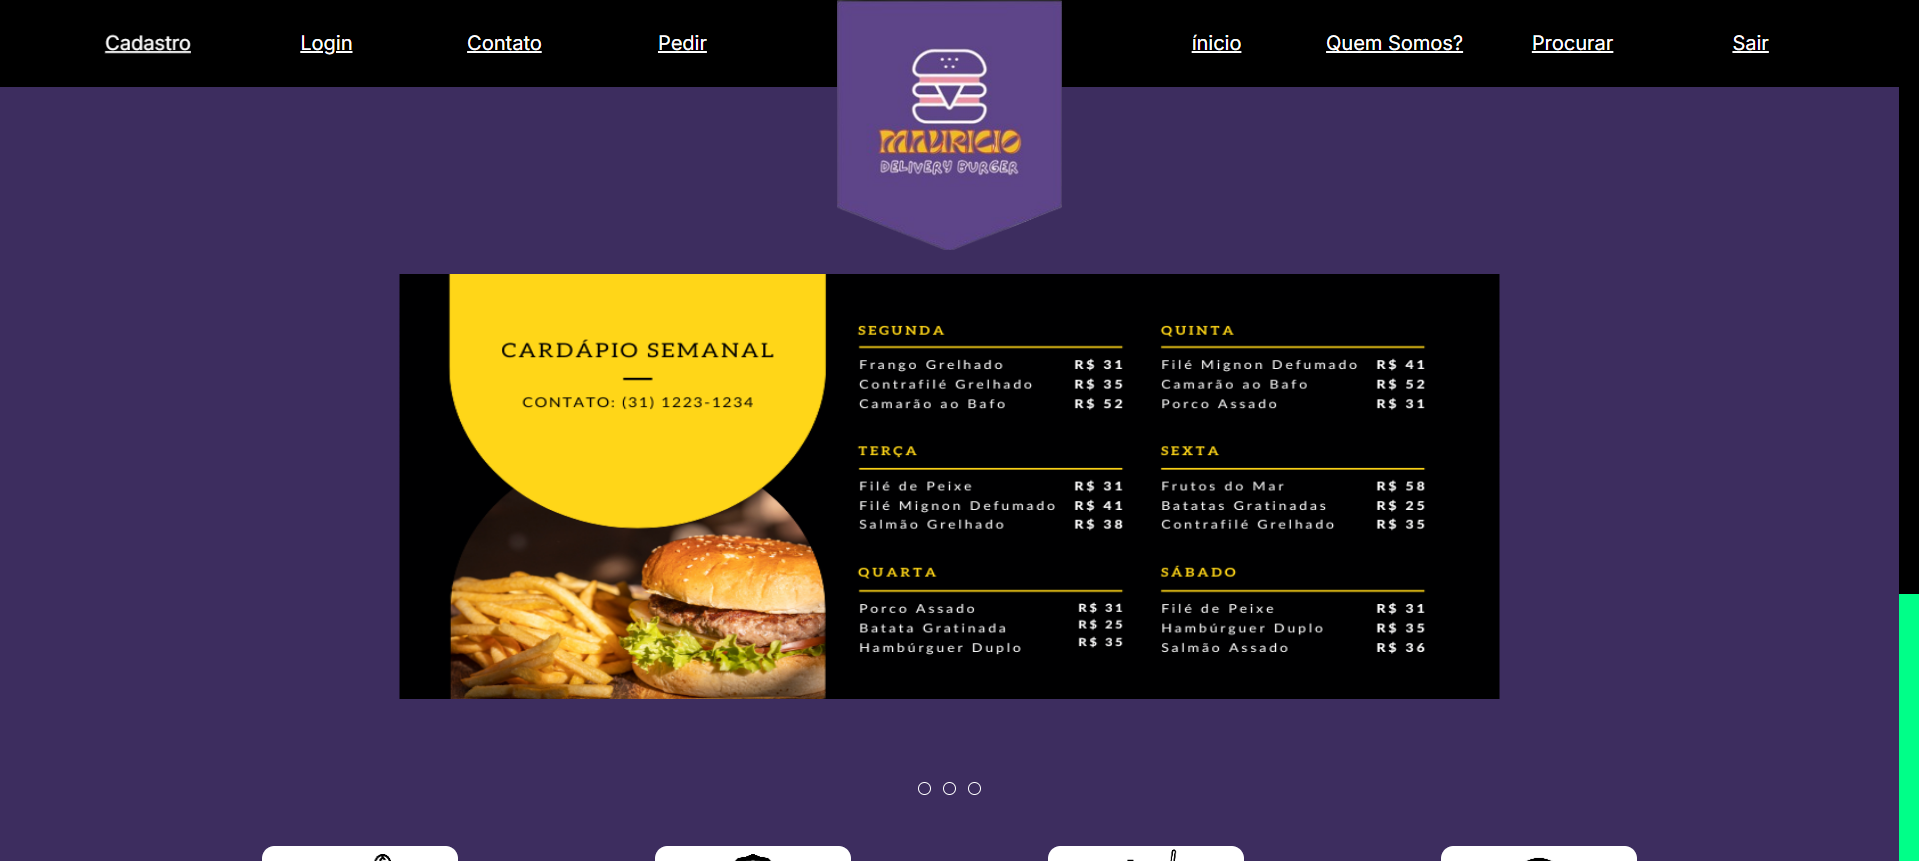 Cadastro
Login
Contato
Pedir
ínicio
Quem Somos?
Procurar
Sair
MAURICIO
DELIVERY BURGER
CARDÁPIO SEMANAL
CONTATO: (31) 1223-1234
SEGUNDA
Frango Grelhado R$ 31
Contrafilé Grelhado R$ 35
Camarão ao Bafo R$ 52
TERÇA
Filé de Peixe R$ 31
Filé Mignon Defumado R$ 41
Salmão Grelhado R$ 38
QUARTA
Porco Assado R$ 31
Batata Gratinada R$ 25
Hambúrguer Duplo R$ 35
QUINTA
Filé Mignon Defumado R$ 41
Camarão ao Bafo R$ 52
Porco Assado R$ 31
SEXTA
Frutos do Mar R$ 58
Batatas Gratinadas R$ 25
Contrafilé Grelhado R$ 35
SÁBADO
Filé de Peixe R$ 31
Hambúrguer Duplo R$ 35
Salmão Assado R$ 36